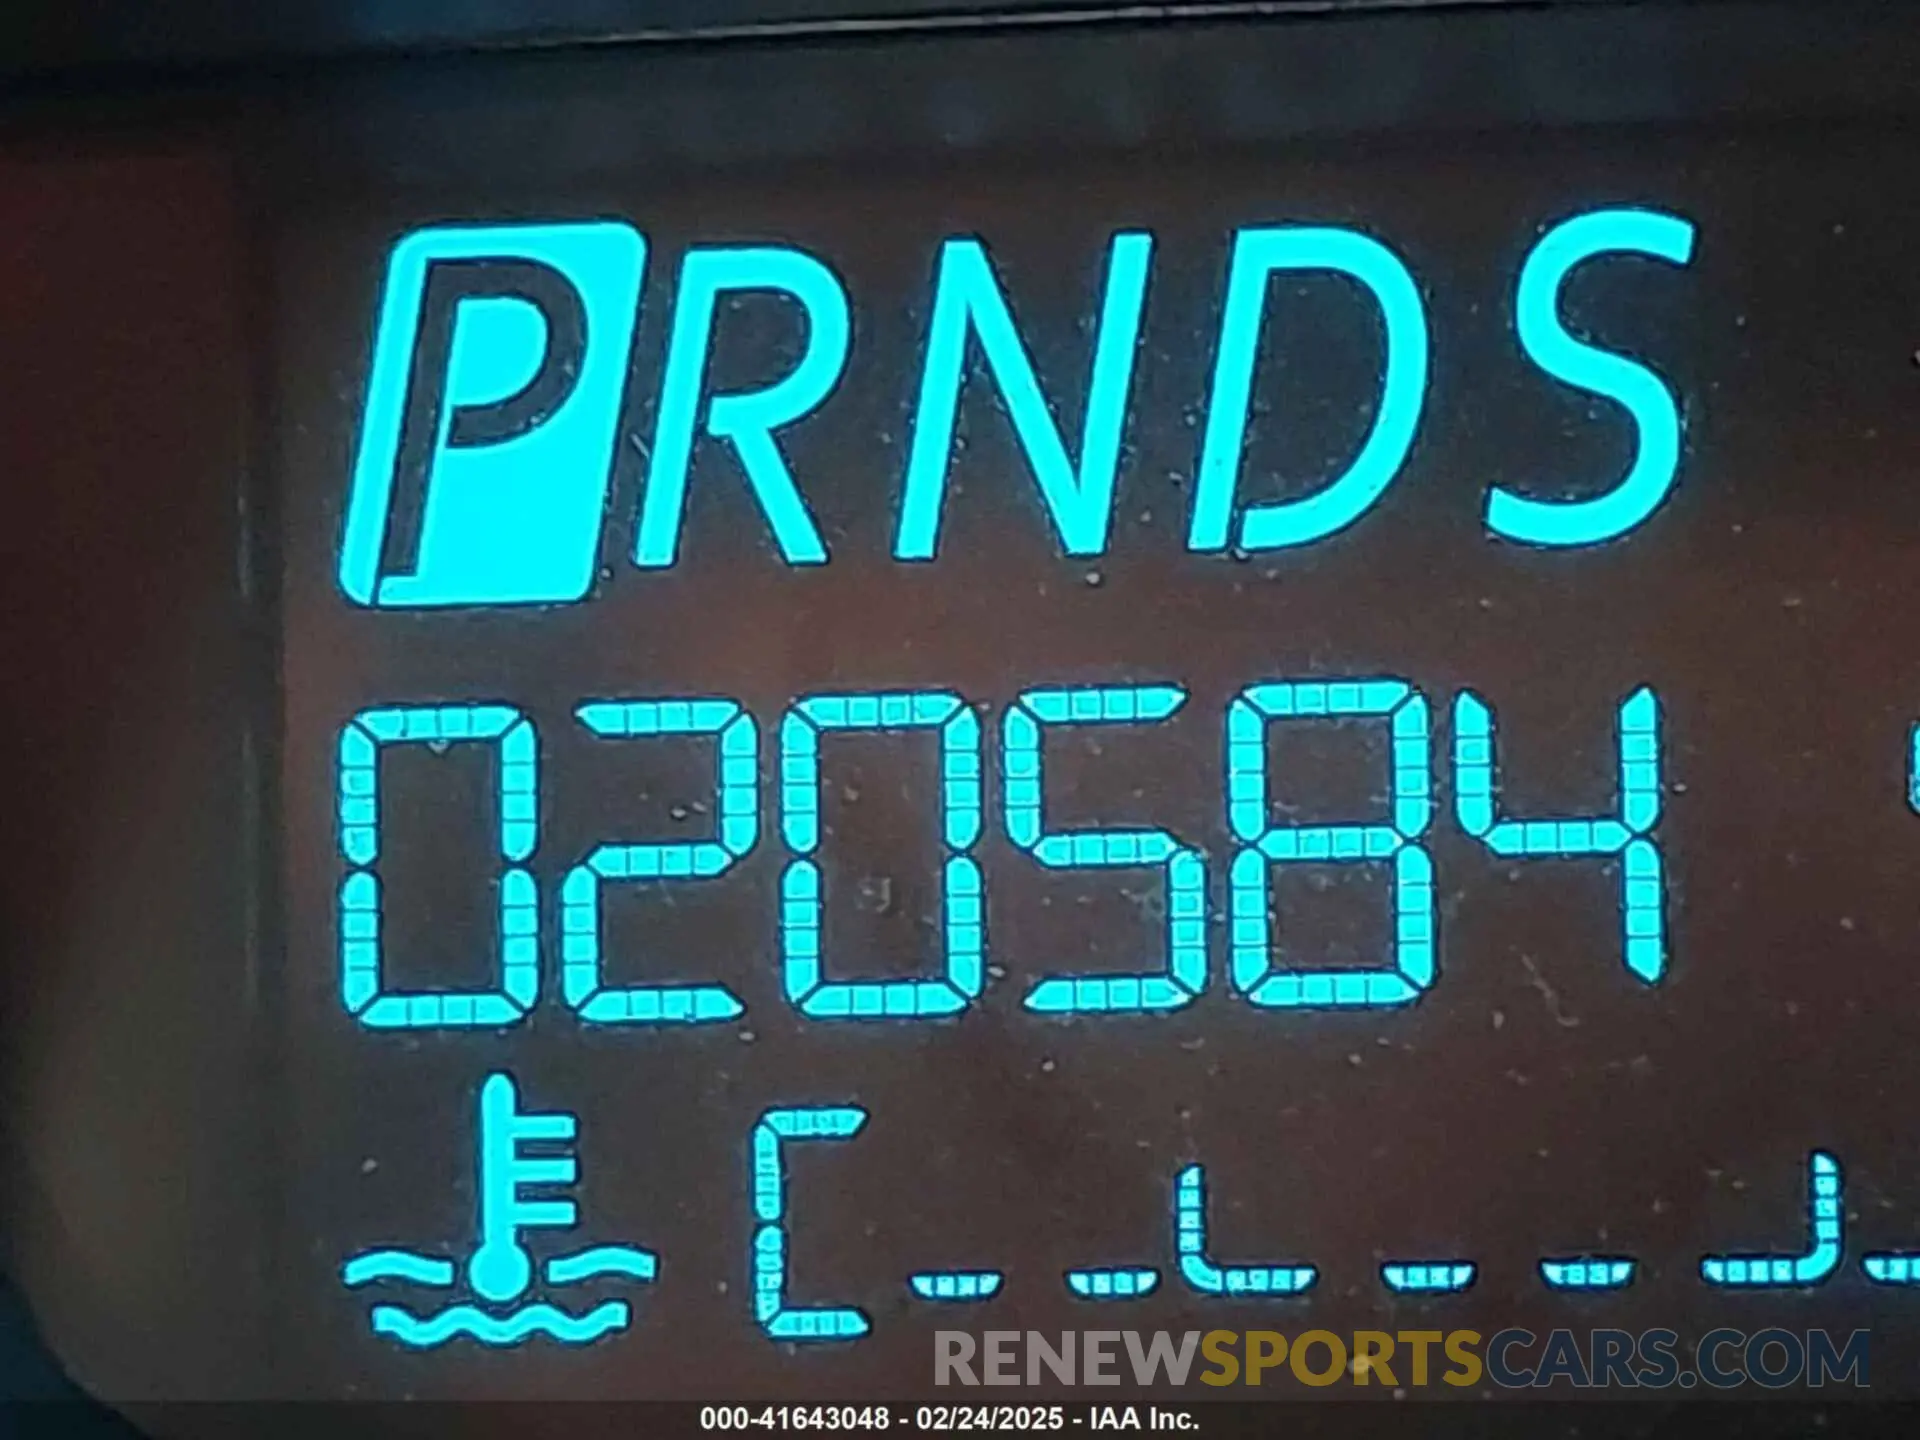 PRNDS
020584
C
RENEWSPORTSCARS.COM
000-41643048 - 02/24/2025 - IAA Inc.